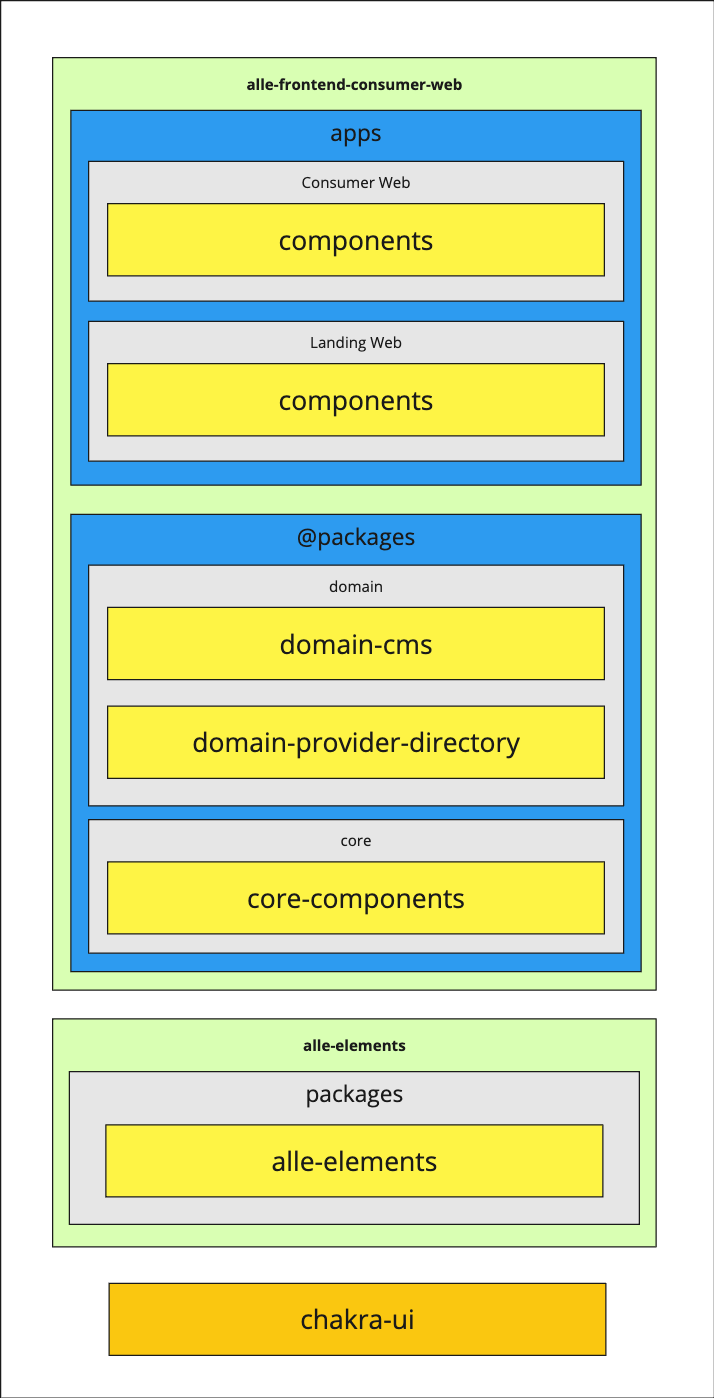 alle-frontend-consumer-web
apps
Consumer Web
components
Landing Web
components
@packages
domain
domain-cms
domain-provider-directory
core
core-components
alle-elements
packages
alle-elements
chakra-ui